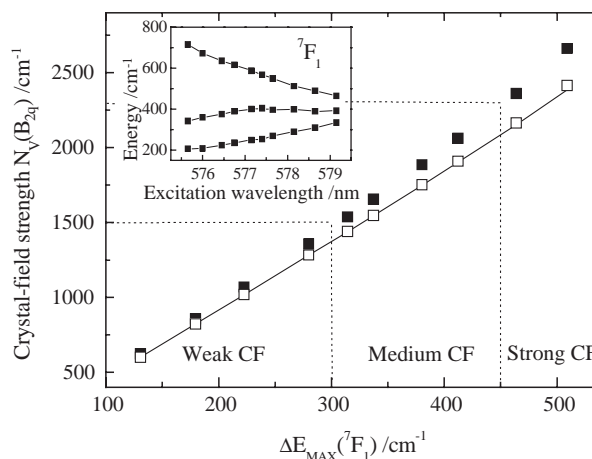 Crystal-field strength N_V(B_2q) /cm⁻¹
2500
2000
1500
1000
500
Energy /cm⁻¹
800
600
400
200
⁷F₁
576 577 578 579
Excitation wavelength /nm
Weak CF Medium CF Strong CF
100 200 300 400 500
ΔE_MAX(⁷F₁) /cm⁻¹